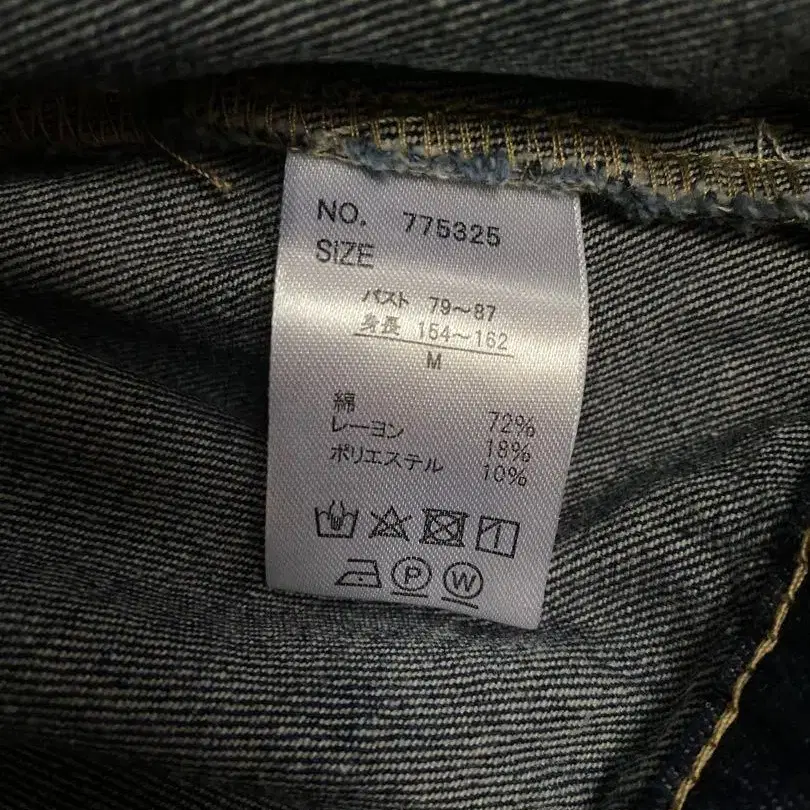 NO. 775325
SIZE
バスト 79～87
身長 154～162
M
綿 72%
レーヨン 18%
ポリエステル 10%
P W